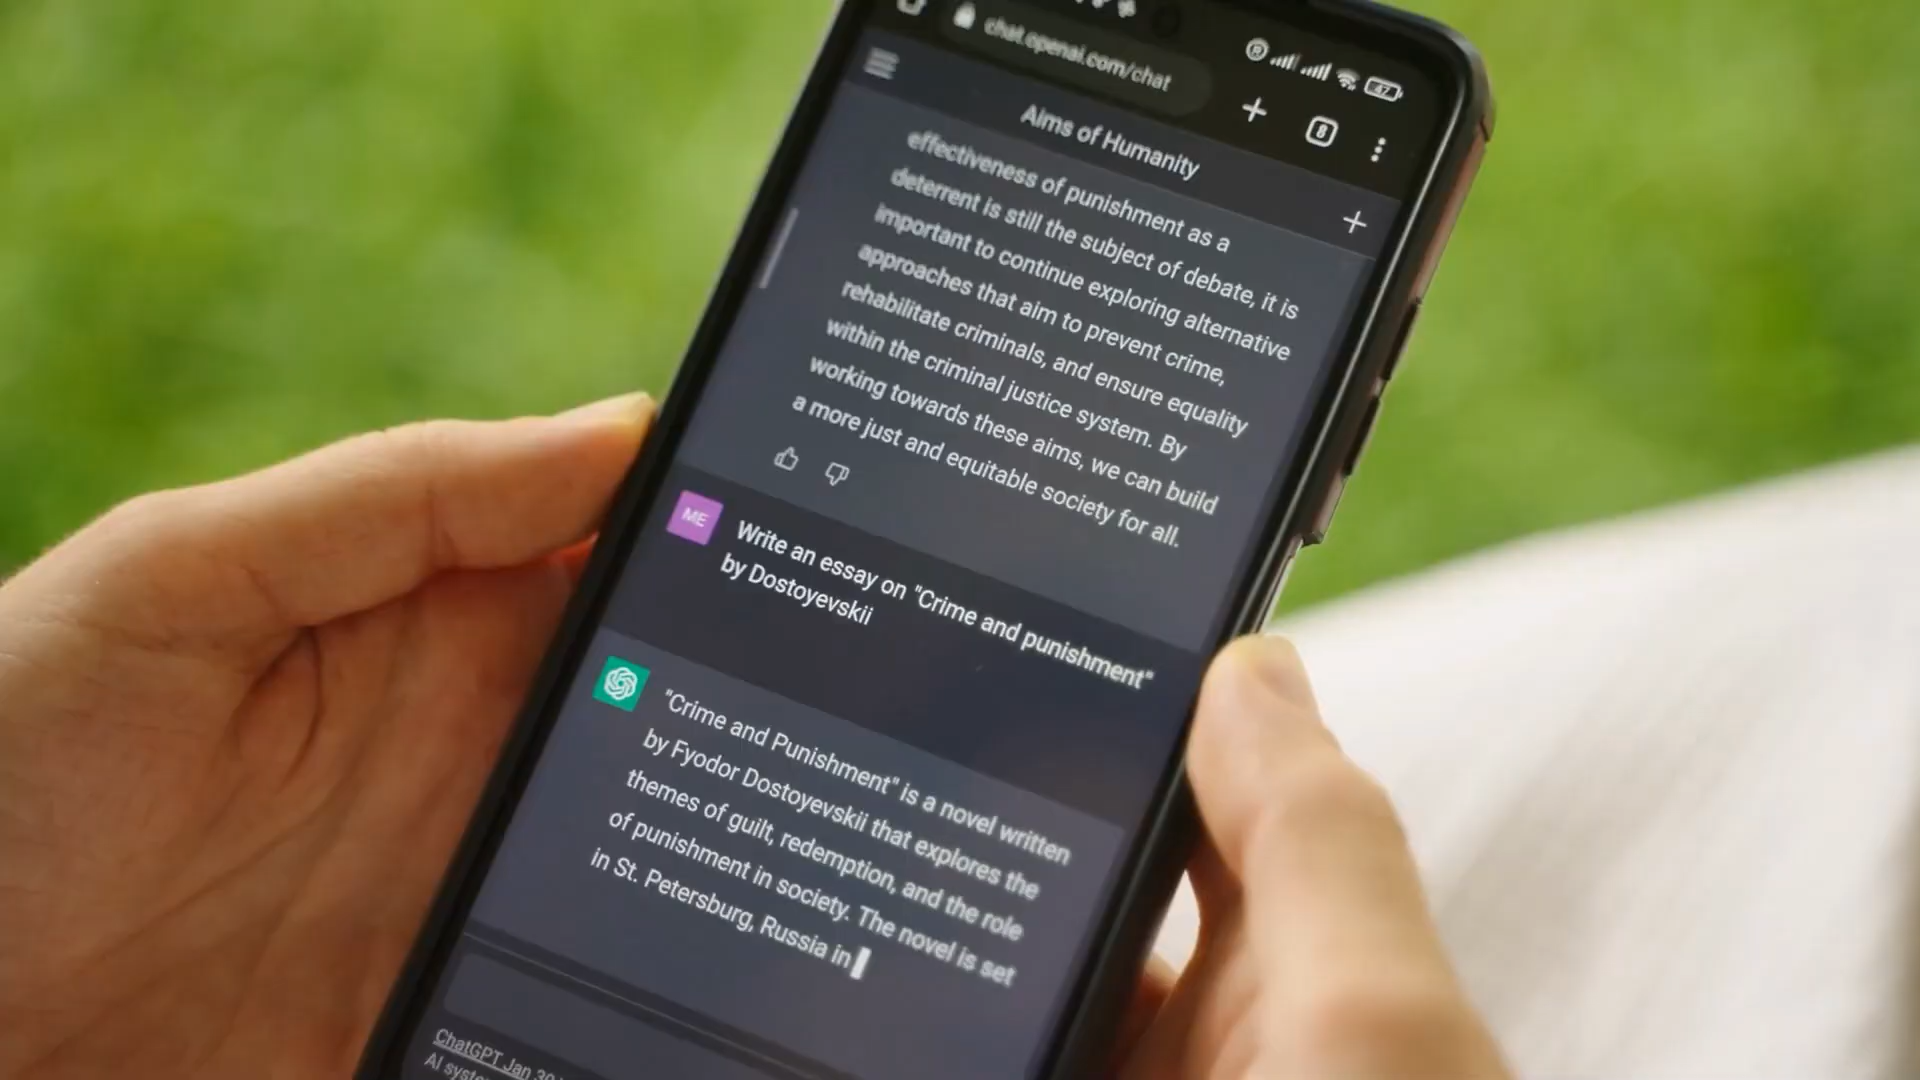 chat.openai.com/chat
47
8
Aims of Humanity
effectiveness of punishment as a
deterrent is still the subject of debate, it is
important to continue exploring alternative
approaches that aim to prevent crime,
rehabilitate criminals, and ensure equality
within the criminal justice system. By
working towards these aims, we can build
a more just and equitable society for all.
ME
Write an essay on "Crime and punishment"
by Dostoyevskii
"Crime and Punishment" is a novel written
by Fyodor Dostoyevskii that explores the
themes of guilt, redemption, and the role
of punishment in society. The novel is set
in St. Petersburg, Russia in
ChatGPT Jan 30
AI